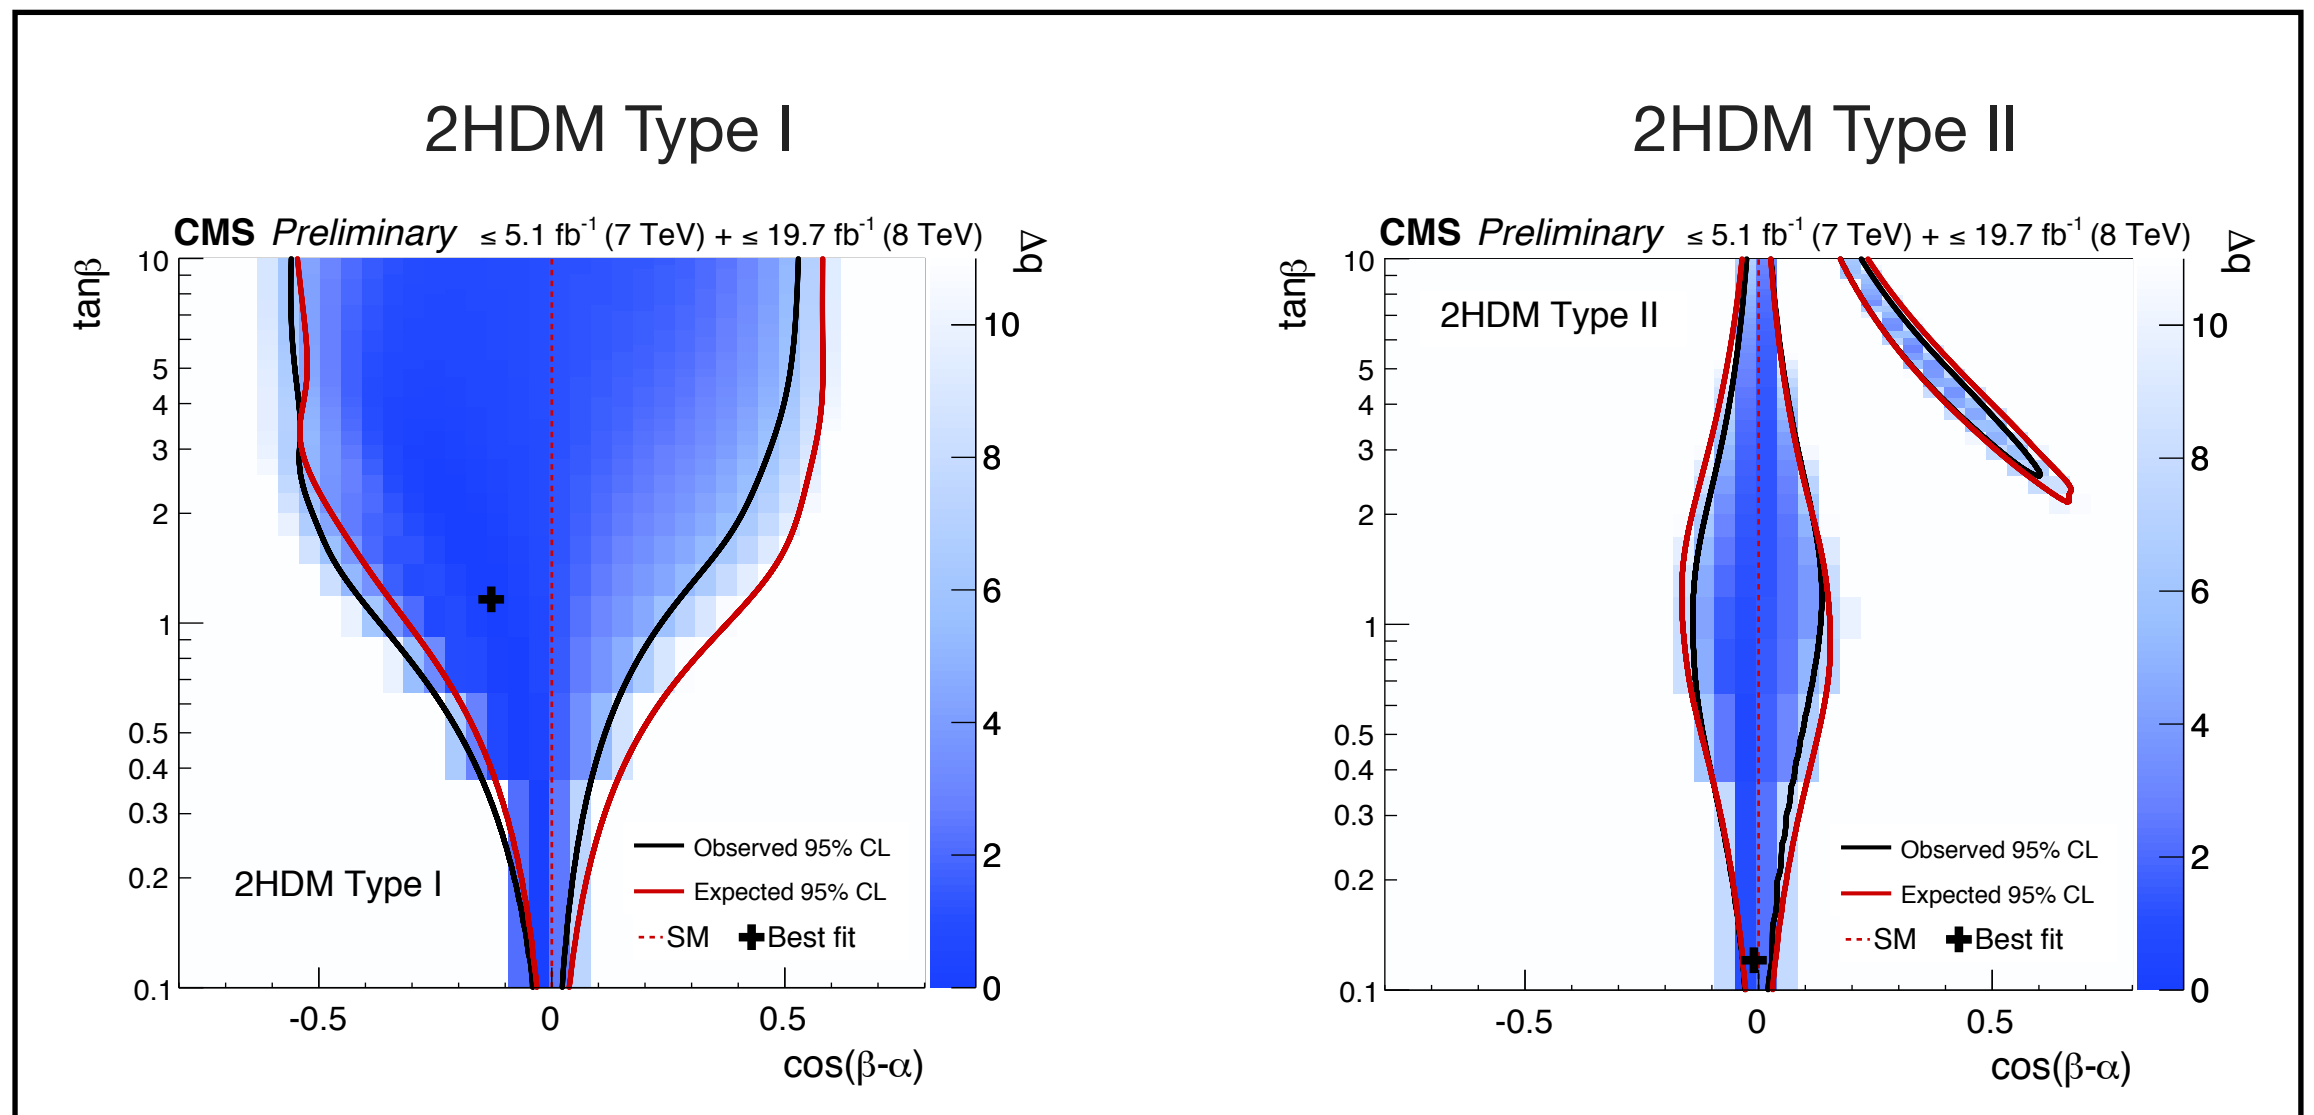 2HDM Type I
CMS Preliminary ≤ 5.1 fb⁻¹ (7 TeV) + ≤ 19.7 fb⁻¹ (8 TeV)
tanβ
Δq
10
5
4
3
2
1
0.5
0.4
0.3
0.2
0.1
10
8
6
4
2
0
2HDM Type I
Observed 95% CL
Expected 95% CL
SM Best fit
-0.5 0 0.5
cos(β-α)
2HDM Type II
CMS Preliminary ≤ 5.1 fb⁻¹ (7 TeV) + ≤ 19.7 fb⁻¹ (8 TeV)
tanβ
Δq
2HDM Type II
10
5
4
3
2
1
0.5
0.4
0.3
0.2
0.1
10
8
6
4
2
0
Observed 95% CL
Expected 95% CL
SM Best fit
-0.5 0 0.5
cos(β-α)